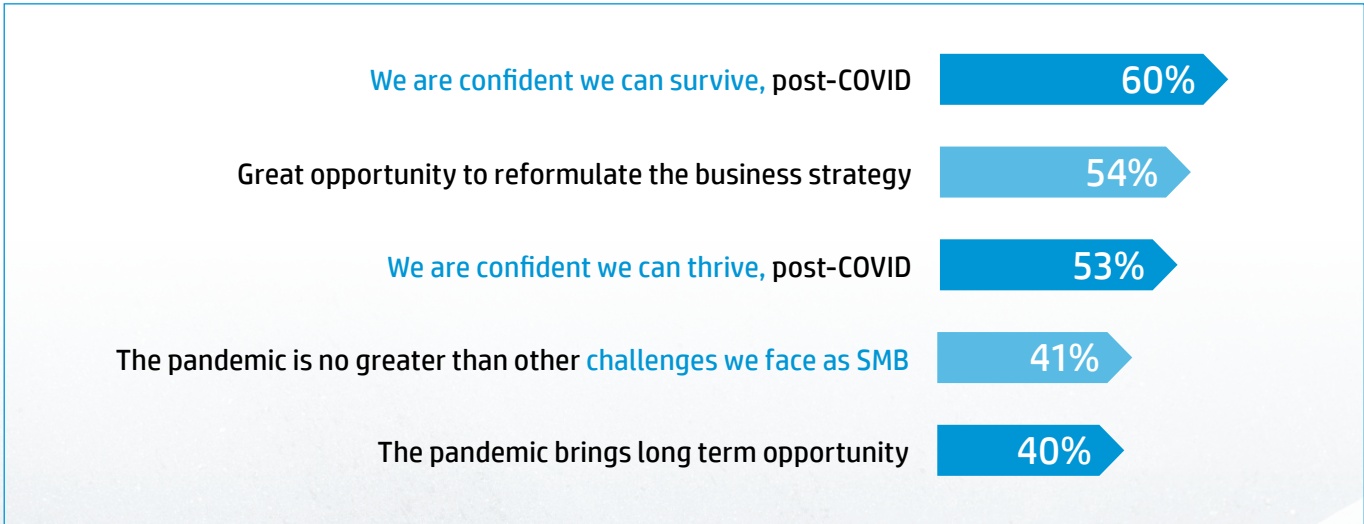 We are confident we can survive, post-COVID 60%
Great opportunity to reformulate the business strategy 54%
We are confident we can thrive, post-COVID 53%
The pandemic is no greater than other challenges we face as SMB 41%
The pandemic brings long term opportunity 40%